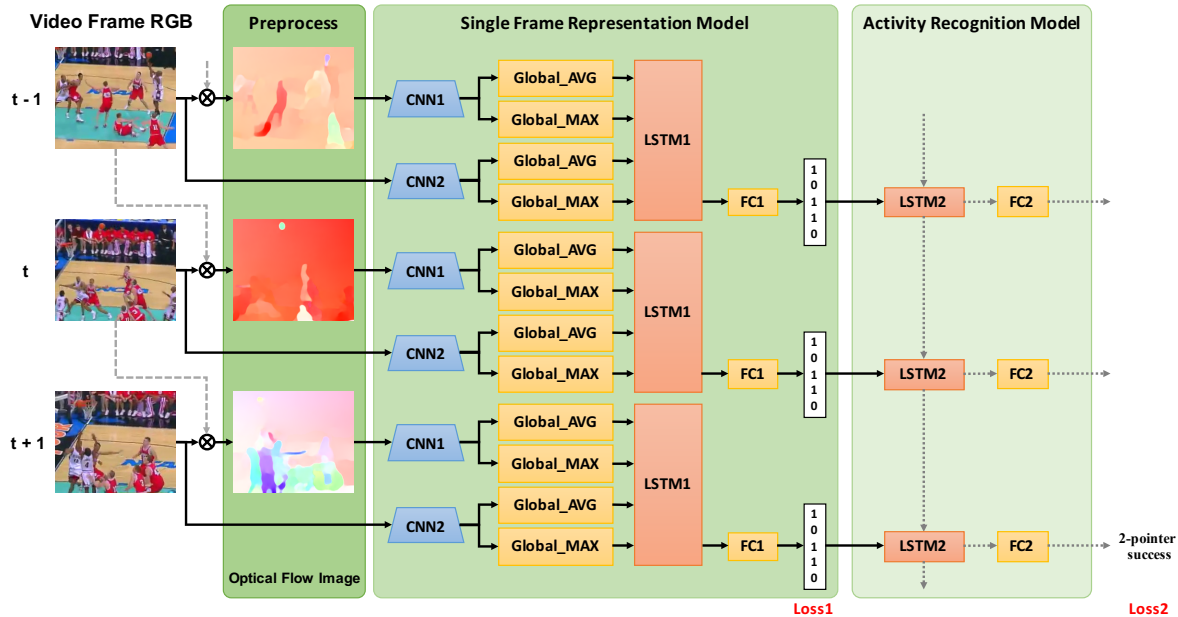 Video Frame RGB
Preprocess
Single Frame Representation Model
Activity Recognition Model
t - 1
CNN1
Global_AVG
Global_MAX
CNN2
Global_AVG
Global_MAX
LSTM1
FC1
1
0
1
1
0
LSTM2
FC2
t
CNN1
Global_AVG
Global_MAX
CNN2
Global_AVG
Global_MAX
LSTM1
FC1
1
0
1
1
0
LSTM2
FC2
t + 1
CNN1
Global_AVG
Global_MAX
CNN2
Global_AVG
Global_MAX
LSTM1
FC1
1
0
1
1
0
LSTM2
FC2
2-pointer
success
Optical Flow Image
Loss1
Loss2